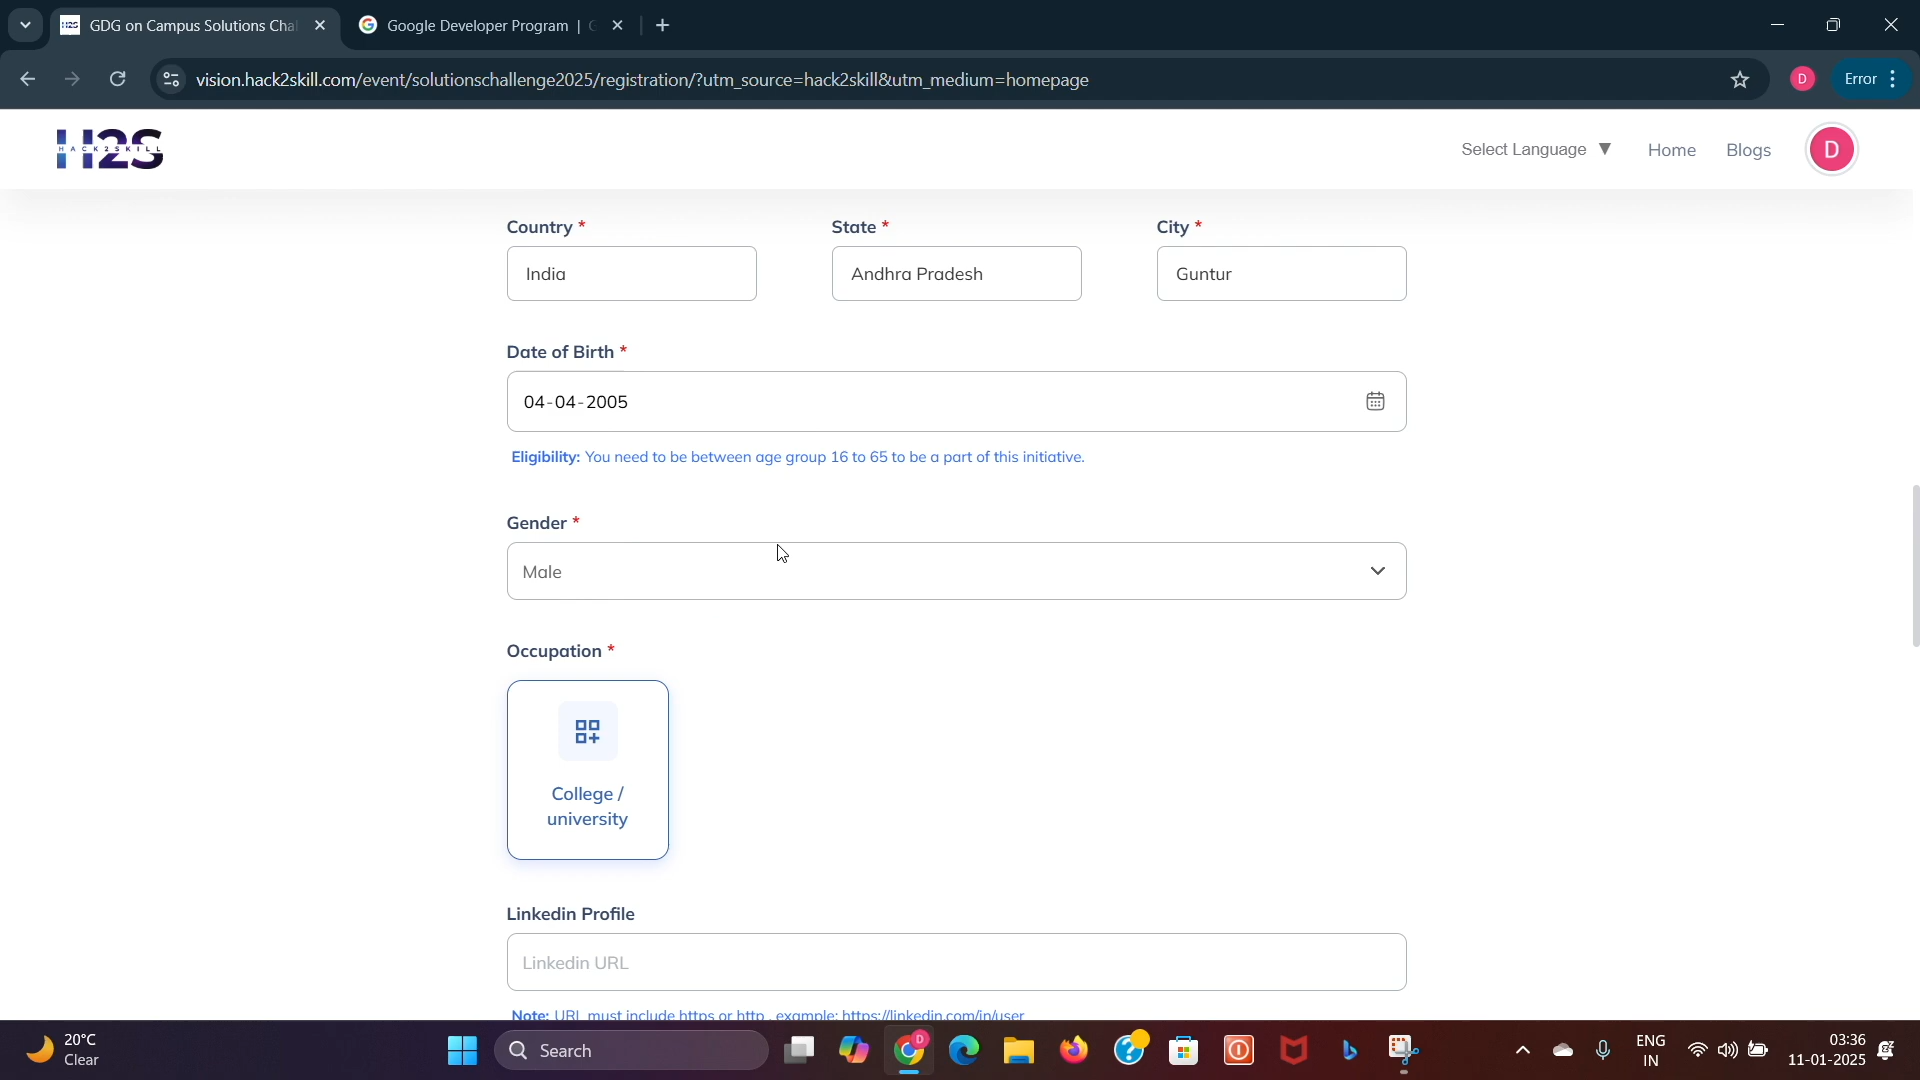 GDG on Campus Solutions Chal
Google Developer Program | G
vision.hack2skill.com/event/solutionschallenge2025/registration/?utm_source=hack2skill&utm_medium=homepage
D
Error
H2S
HACK2SKILL
Select Language ▼
Home
Blogs
D
Country *
State *
City *
India
Andhra Pradesh
Guntur
Date of Birth *
04-04-2005
Eligibility: You need to be between age group 16 to 65 to be a part of this initiative.
Gender *
Male
Occupation *
College /
university
Linkedin Profile
Linkedin URL
Note: URL must include https or http , example: https://linkedin.com/in/user
20°C
Clear
Search
D
ENG
IN
03:36
11-01-2025